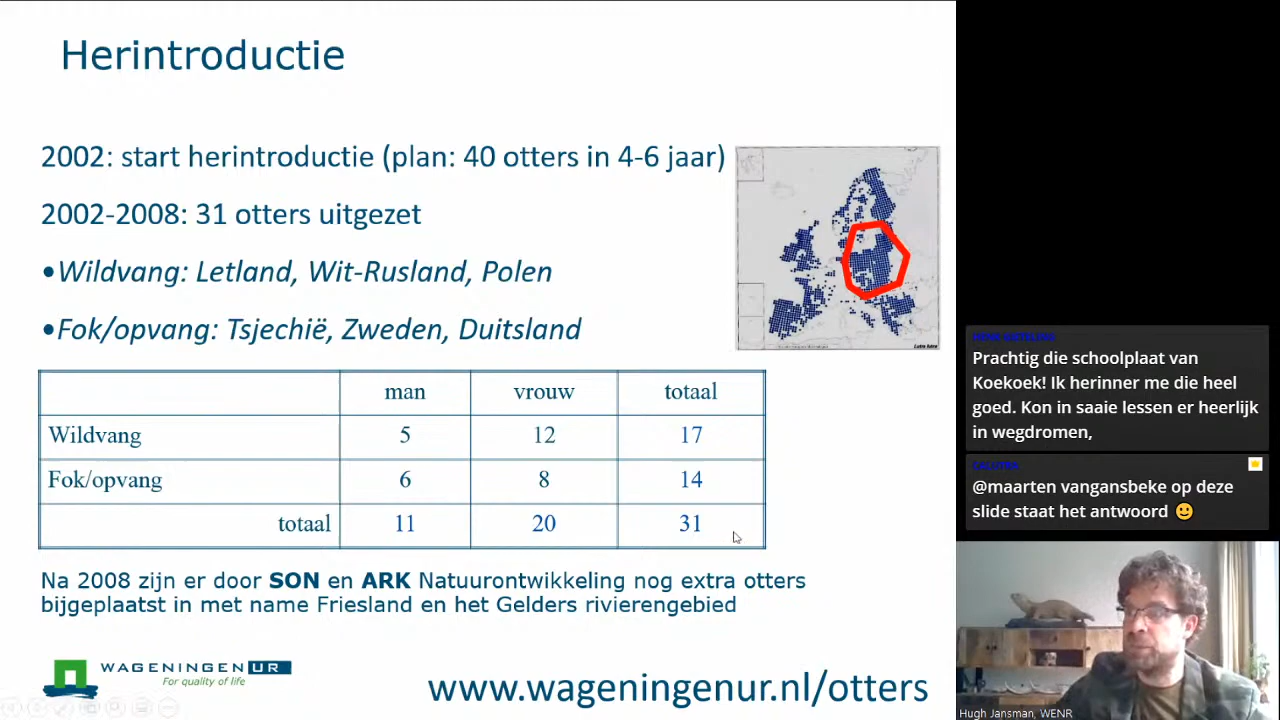 Herintroductie
2002: start herintroductie (plan: 40 otters in 4-6 jaar)
2002-2008: 31 otters uitgezet
•Wildvang: Letland, Wit-Rusland, Polen
•Fok/opvang: Tsjechië, Zweden, Duitsland
man vrouw totaal
Wildvang 5 12 17
Fok/opvang 6 8 14
totaal 11 20 31
Na 2008 zijn er door SON en ARK Natuurontwikkeling nog extra otters
bijgeplaatst in met name Friesland en het Gelders rivierengebied
WAGENINGEN UR
For quality of life
www.wageningenur.nl/otters
Prachtig die schoolplaat van
Koekoek! Ik herinner me die heel
goed. Kon in saaie lessen er heerlijk
in wegdromen,
@maarten vangansbeke op deze
slide staat het antwoord 🙂
Hugh Jansman, WENR